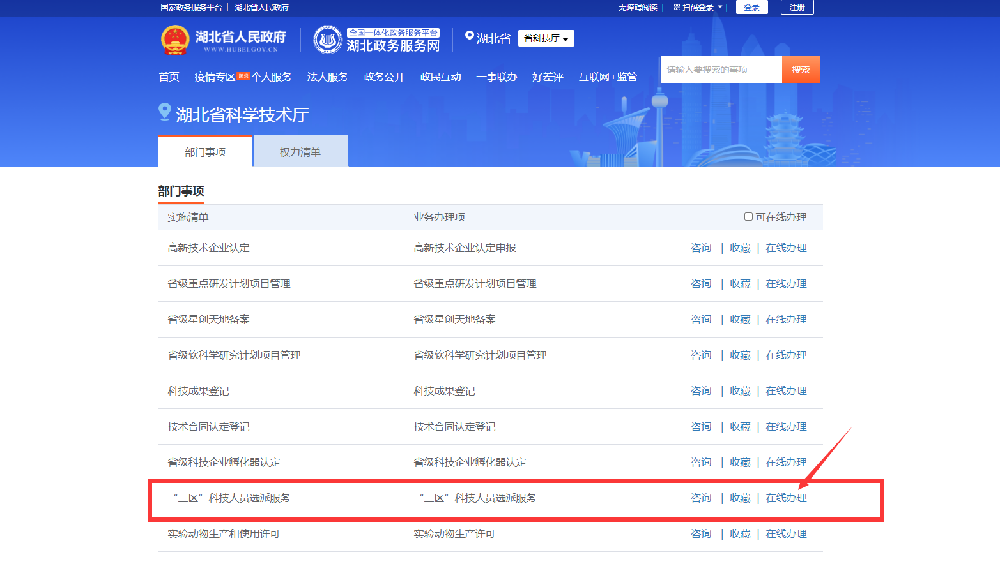 国家政务服务平台 | 湖北省人民政府 无障碍阅读 | 扫码登录 | 登录 注册
湖北省人民政府 全国一体化政务服务平台 湖北省 省科技厅
WWW.HUBEI.GOV.CN 湖北政务服务网
请输入要搜索的事项 搜索
首页 疫情专区 肺炎 个人服务 法人服务 政务公开 政民互动 一事联办 好差评 互联网+监管
湖北省科学技术厅
部门事项 权力清单
部门事项
实施清单 业务办理项 可在线办理
高新技术企业认定 高新技术企业认定申报 咨询 | 收藏 | 在线办理
省级重点研发计划项目管理 省级重点研发计划项目管理 咨询 | 收藏 | 在线办理
省级星创天地备案 省级星创天地备案 咨询 | 收藏 | 在线办理
省级软科学研究计划项目管理 省级软科学研究计划项目管理 咨询 | 收藏 | 在线办理
科技成果登记 科技成果登记 咨询 | 收藏 | 在线办理
技术合同认定登记 技术合同认定登记 咨询 | 收藏 | 在线办理
省级科技企业孵化器认定 省级科技企业孵化器认定 咨询 | 收藏 | 在线办理
“三区”科技人员选派服务 “三区”科技人员选派服务 咨询 | 收藏 | 在线办理
实验动物生产和使用许可 实验动物生产许可 咨询 | 收藏 | 在线办理